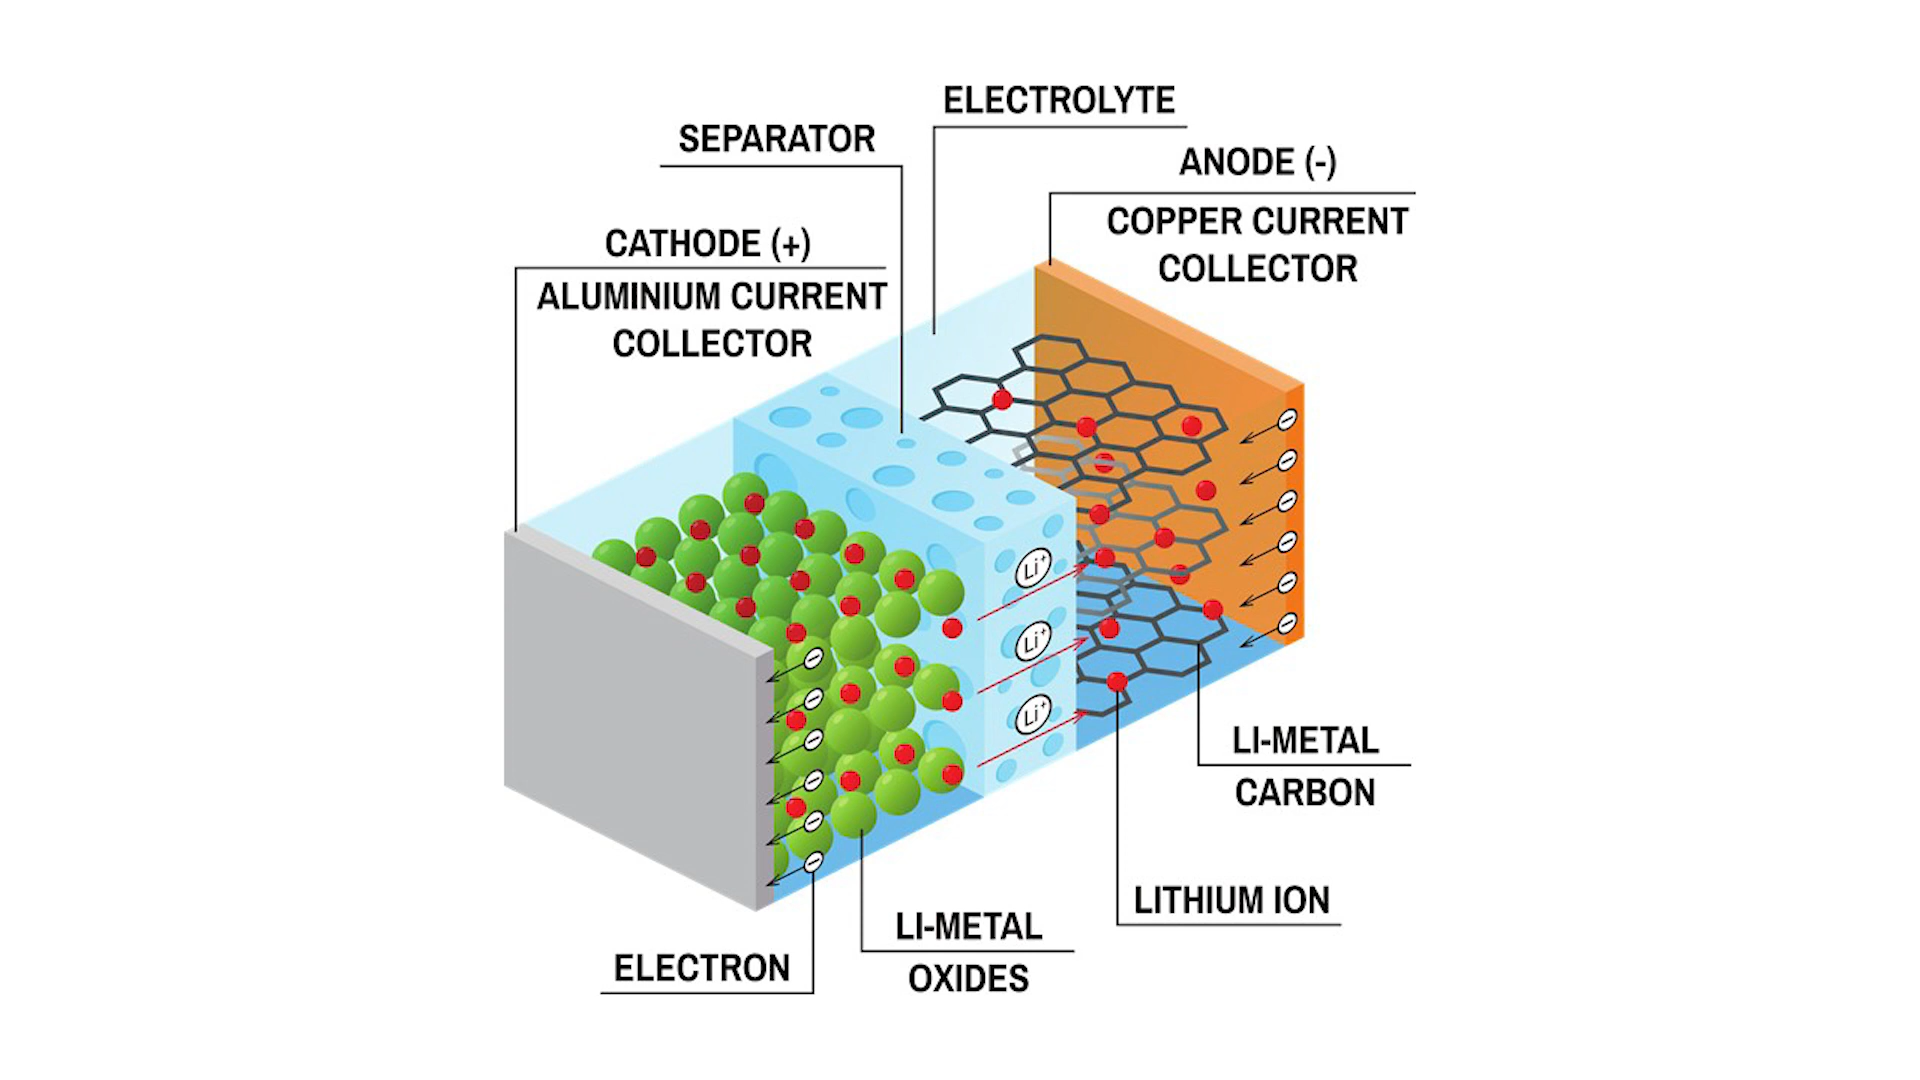 ELECTROLYTE
SEPARATOR
ANODE (-)
COPPER CURRENT
COLLECTOR
CATHODE (+)
ALUMINIUM CURRENT
COLLECTOR
Li+
Li+
Li+
LI-METAL
CARBON
LITHIUM ION
LI-METAL
OXIDES
ELECTRON